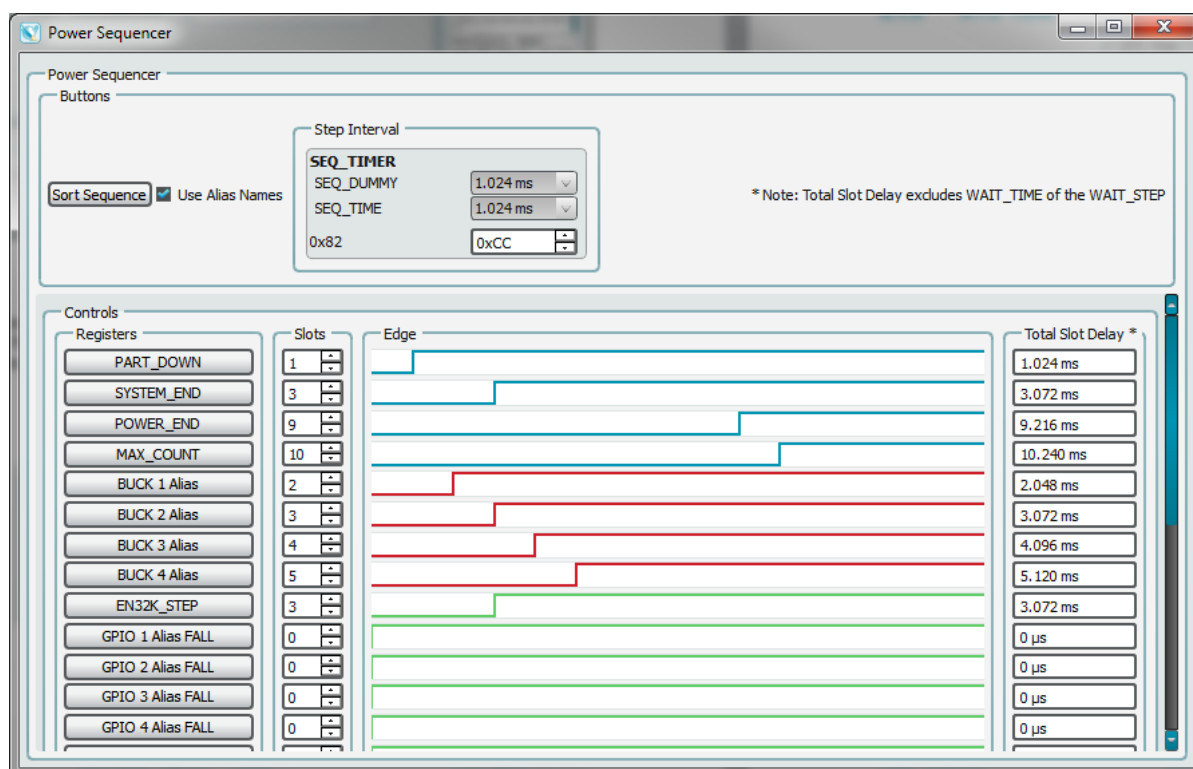 Power Sequencer
Power Sequencer
Buttons
Step Interval
SEQ_TIMER
SEQ_DUMMY 1.024 ms
Sort Sequence Use Alias Names SEQ_TIME 1.024 ms * Note: Total Slot Delay excludes WAIT_TIME of the WAIT_STEP
0x82 0xCC
Controls
Registers Slots Edge Total Slot Delay *
PART_DOWN 1 1.024 ms
SYSTEM_END 3 3.072 ms
POWER_END 9 9.216 ms
MAX_COUNT 10 10.240 ms
BUCK 1 Alias 2 2.048 ms
BUCK 2 Alias 3 3.072 ms
BUCK 3 Alias 4 4.096 ms
BUCK 4 Alias 5 5.120 ms
EN32K_STEP 3 3.072 ms
GPIO 1 Alias FALL 0 0 µs
GPIO 2 Alias FALL 0 0 µs
GPIO 3 Alias FALL 0 0 µs
GPIO 4 Alias FALL 0 0 µs